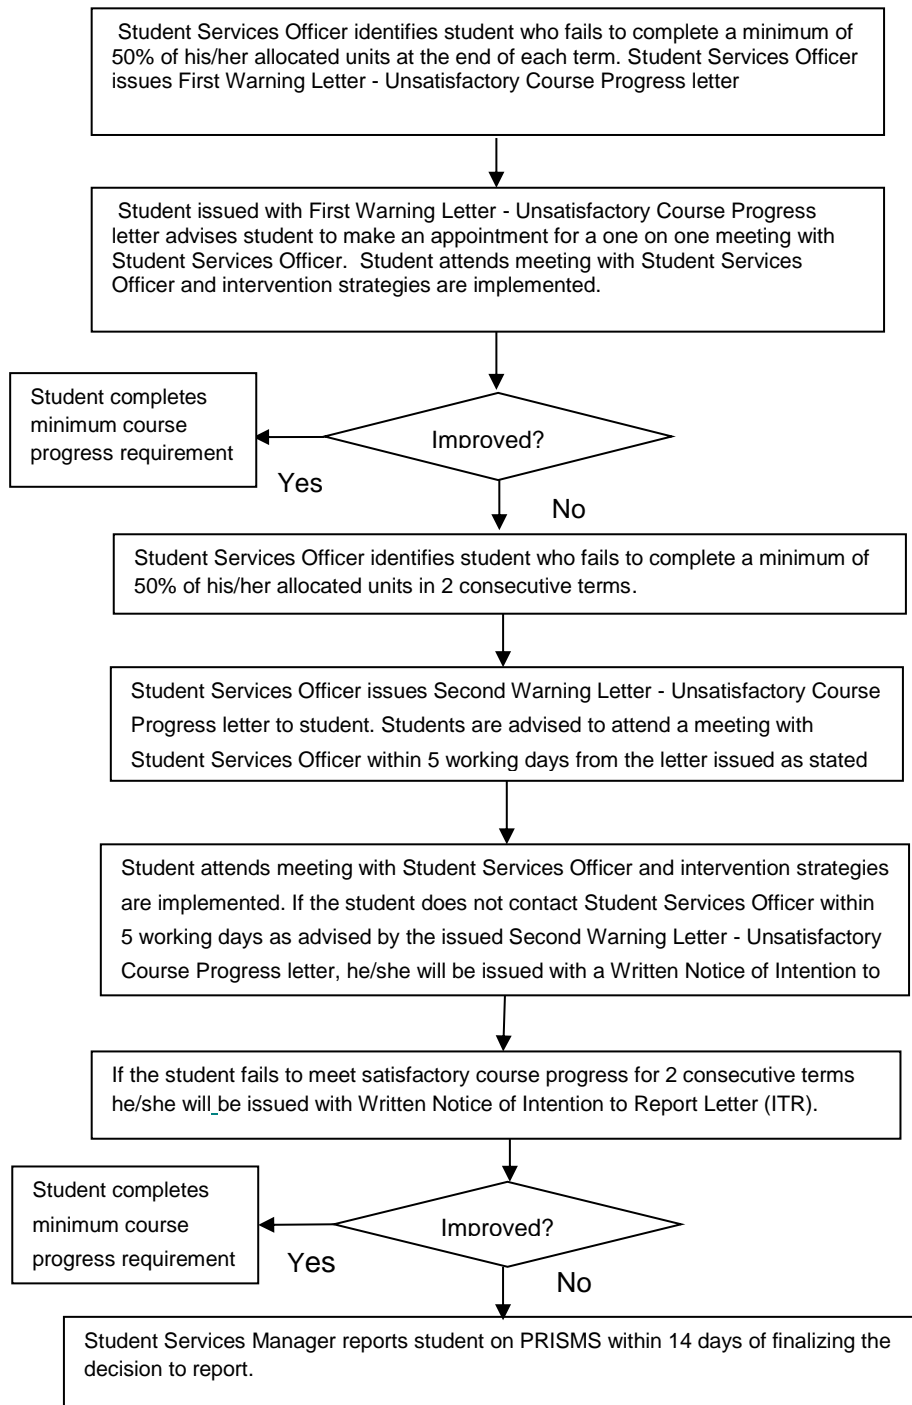 Student Services Officer identifies student who fails to complete a minimum of
50% of his/her allocated units at the end of each term. Student Services Officer
issues First Warning Letter - Unsatisfactory Course Progress letter
Student issued with First Warning Letter - Unsatisfactory Course Progress
letter advises student to make an appointment for a one on one meeting with
Student Services Officer.  Student attends meeting with Student Services
Officer and intervention strategies are implemented.
Student completes
minimum course
progress requirement
Improved?
Yes
No
Student Services Officer identifies student who fails to complete a minimum of
50% of his/her allocated units in 2 consecutive terms.
Student Services Officer issues Second Warning Letter - Unsatisfactory Course
Progress letter to student. Students are advised to attend a meeting with
Student Services Officer within 5 working days from the letter issued as stated
Student attends meeting with Student Services Officer and intervention strategies
are implemented. If the student does not contact Student Services Officer within
5 working days as advised by the issued Second Warning Letter - Unsatisfactory
Course Progress letter, he/she will be issued with a Written Notice of Intention to
If the student fails to meet satisfactory course progress for 2 consecutive terms
he/she will be issued with Written Notice of Intention to Report Letter (ITR).
Student completes
minimum course
progress requirement
Improved?
Yes
No
Student Services Manager reports student on PRISMS within 14 days of finalizing the
decision to report.